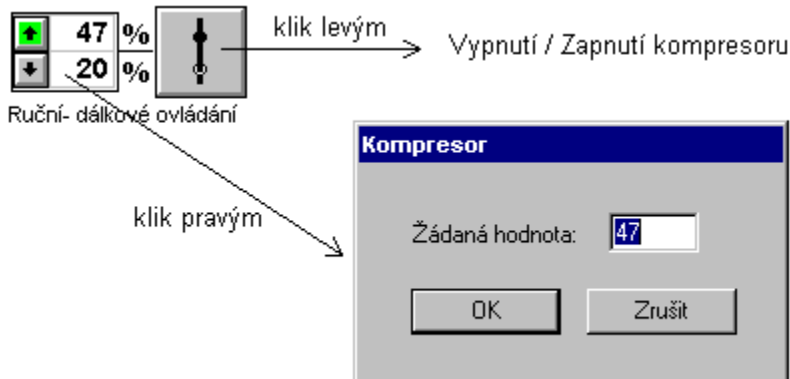 47 %
20 %
klik levým
Vypnutí / Zapnutí kompresoru
Ruční- dálkové ovládání
klik pravým
Kompresor
Žádaná hodnota: 47
OK Zrušit